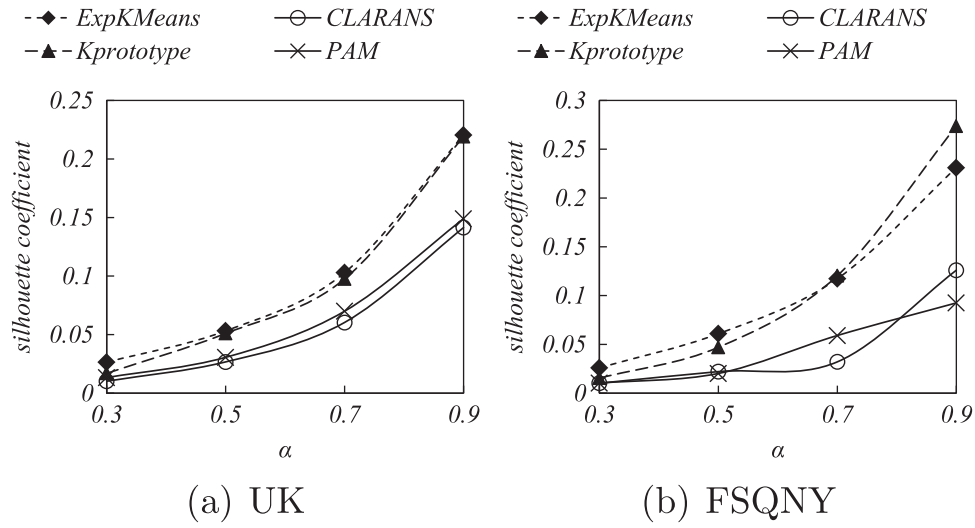 ExpKMeans CLARANS
Kprototype PAM
0.25
0.2
0.15
0.1
0.05
0
silhouette coefficient
0.3 0.5 0.7 0.9
α
(a) UK
ExpKMeans CLARANS
Kprototype PAM
0.3
0.25
0.2
0.15
0.1
0.05
0
silhouette coefficient
0.3 0.5 0.7 0.9
α
(b) FSQNY